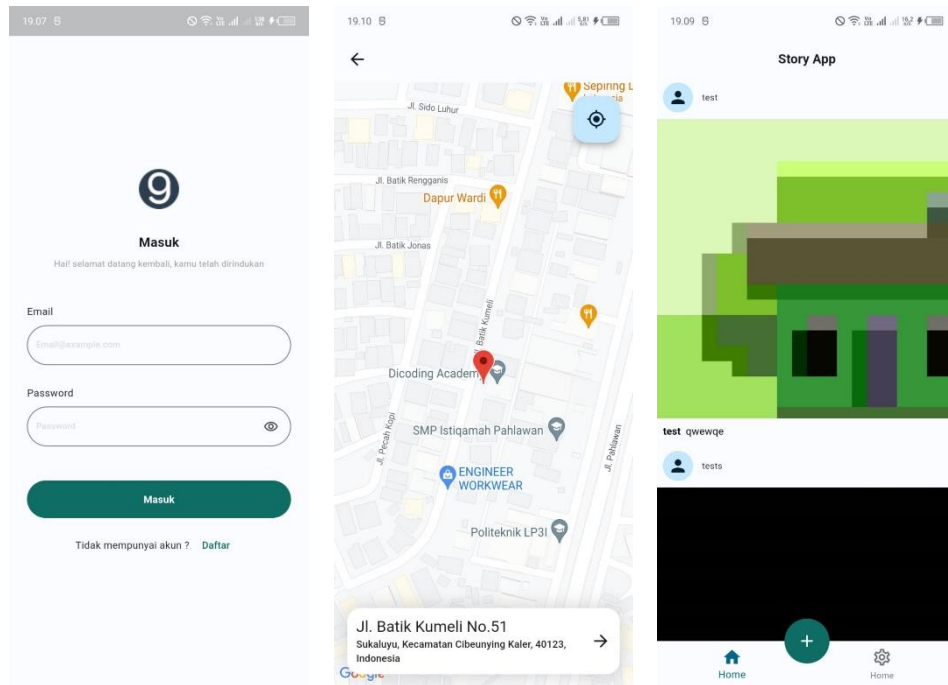 19.07
9
Masuk
Hai! selamat datang kembali, kamu telah dirindukan
Email
Email@example.com
Password
Password
Masuk
Tidak mempunyai akun ? Daftar
19.10
Sepiring
Jl. Sido Luhur
Jl. Batik Rengganis
Dapur Wardi
Jl. Batik Jonas
Batik Kumeli
Dicoding Academy
Jl. Pecah Kopi
SMP Istiqamah Pahlawan
Jl. Pahlawan
ENGINEER
WORKWEAR
Politeknik LP3I
Jl. Batik Kumeli No.51
Sukaluyu, Kecamatan Cibeunying Kaler, 40123,
Indonesia
Google
19.09
Story App
test
test qwewqe
tests
+
Home
Home